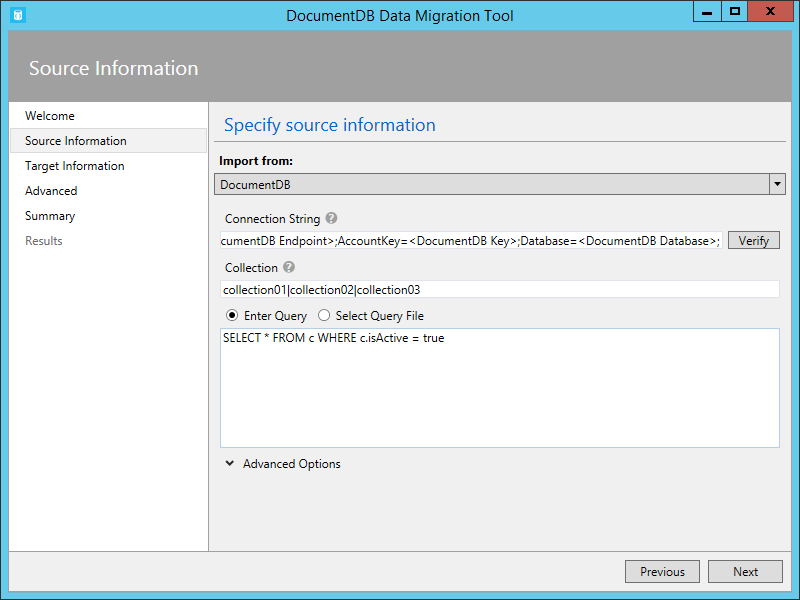 DocumentDB Data Migration Tool
Source Information
Welcome
Source Information
Target Information
Advanced
Summary
Results
Specify source information
Import from:
DocumentDB
Connection String ?
cumentDB Endpoint>;AccountKey=<DocumentDB Key>;Database=<DocumentDB Database>; Verify
Collection ?
collection01|collection02|collection03
Enter Query Select Query File
SELECT * FROM c WHERE c.isActive = true
Advanced Options
Previous Next